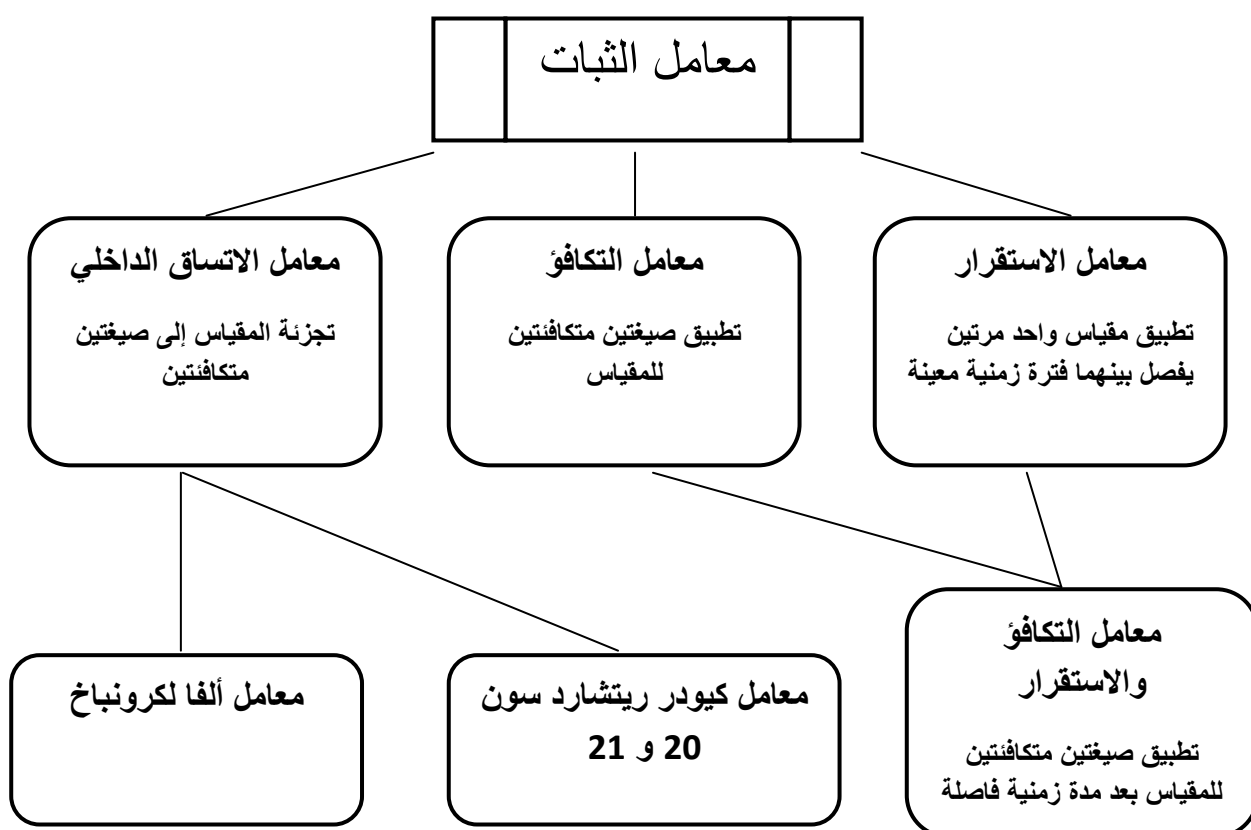 معامل الثبات
معامل الاستقرار
تطبيق مقياس واحد مرتين
يفصل بينهما فترة زمنية معينة
معامل التكافؤ
تطبيق صيغتين متكافئتين
للمقياس
معامل الاتساق الداخلي
تجزئة المقياس إلى صيغتين
متكافئتين
معامل التكافؤ
والاستقرار
تطبيق صيغتين متكافئتين
للمقياس بعد مدة زمنية فاصلة
معامل كيودر ريتشارد سون
20 و 21
معامل ألفا لكرونباخ